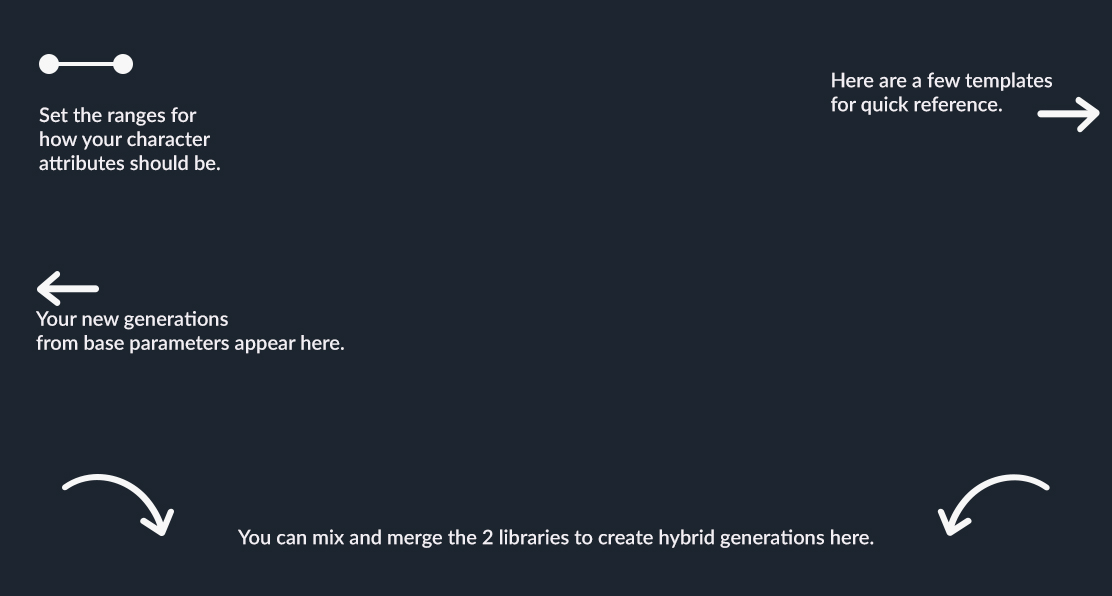 Set the ranges for
how your character
attributes should be.
Here are a few templates
for quick reference.
Your new generations
from base parameters appear here.
You can mix and merge the 2 libraries to create hybrid generations here.